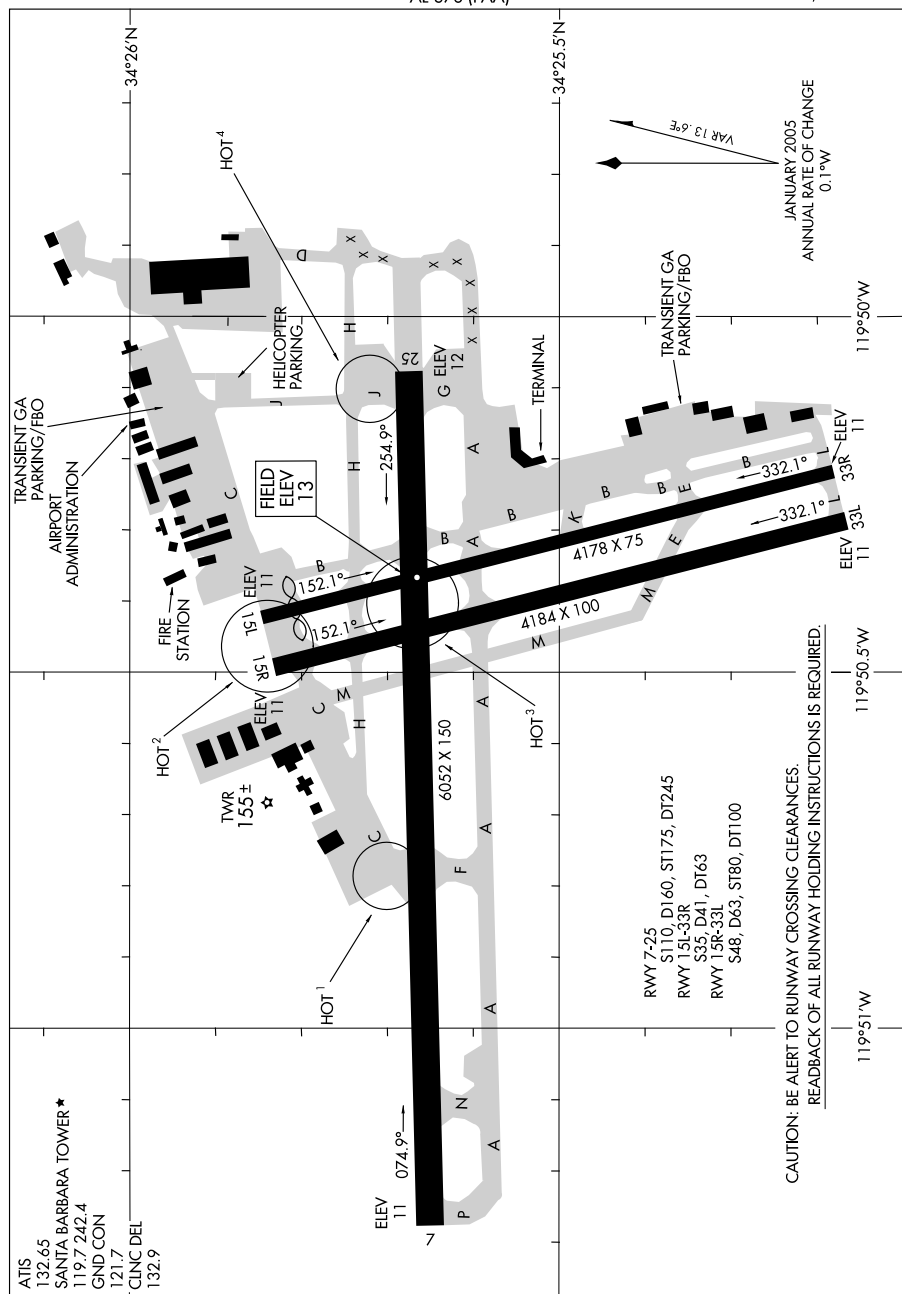 AL-378 (FAA)
ATIS
132.65
SANTA BARBARA TOWER★
119.7 242.4
GND CON
121.7
CLNC DEL
132.9
34°26'N
34°25.5'N
HOT 4
TRANSIENT GA
PARKING/FBO
AIRPORT
ADMINISTRATION
FIRE
STATION
HELICOPTER
PARKING
D
C
J
H
H
J
25
ELEV
12
G
254.9°
FIELD
ELEV
13
A
TERMINAL
TRANSIENT GA
PARKING/FBO
X
X
X
X
X
X
X
X
VAR 13.6°E
JANUARY 2005
ANNUAL RATE OF CHANGE
0.1°W
119°50'W
HOT 2
ELEV
11
15L
152.1°
B
15R
152.1°
ELEV
11
B
A
B
K
B
B
E
B
332.1°
ELEV
11
33R
332.1°
ELEV
11
33L
4178 X 75
4184 X 100
E
M
M
119°50.5'W
C
M
H
HOT 3
6052 X 150
A
TWR
155±
C
HOT 1
F
A
A
RWY 7-25
S110, D160, ST175, DT245
RWY 15L-33R
S35, D41, DT63
RWY 15R-33L
S48, D63, ST80, DT100
119°51'W
ELEV
11
074.9°
7
N
P
A
CAUTION: BE ALERT TO RUNWAY CROSSING CLEARANCES.
READBACK OF ALL RUNWAY HOLDING INSTRUCTIONS IS REQUIRED.